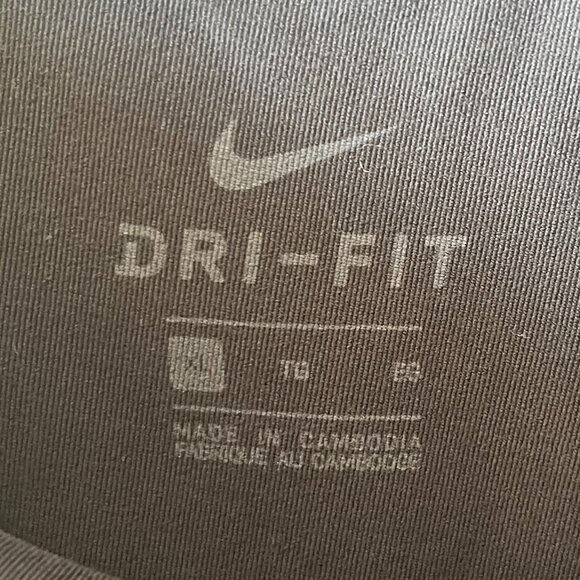 DRI-FIT
XL TG EG
MADE IN CAMBODIA
FABRIQUE AU CAMBODGE